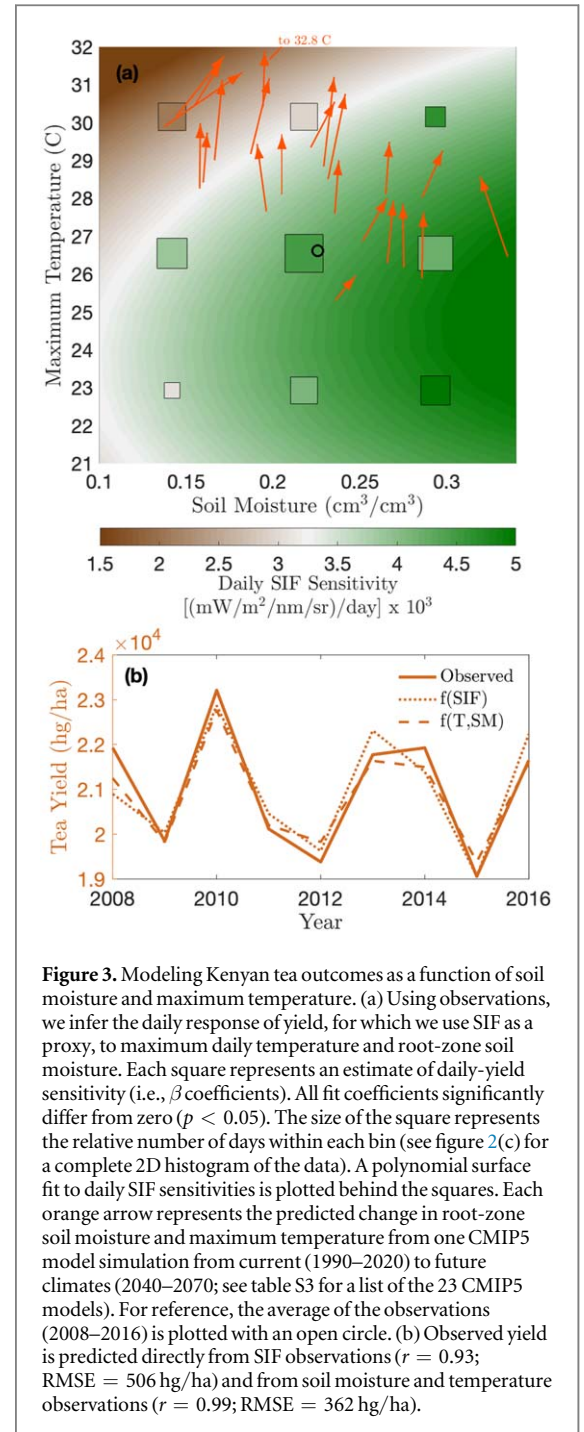 to 32.8 C
(a)
32
31
30
29
28
27
26
25
24
23
22
21
Maximum Temperature (C)
0.1 0.15 0.2 0.25 0.3
Soil Moisture (cm³/cm³)
1.5 2 2.5 3 3.5 4 4.5 5
Daily SIF Sensitivity
[(mW/m²/nm/sr)/day] x 10³
×10⁴
(b)
2.4
2.3
2.2
2.1
2
1.9
Tea Yield (hg/ha)
Observed
f(SIF)
f(T,SM)
2008 2010 2012 2014 2016
Year
Figure 3. Modeling Kenyan tea outcomes as a function of soil
moisture and maximum temperature. (a) Using observations,
we infer the daily response of yield, for which we use SIF as a
proxy, to maximum daily temperature and root-zone soil
moisture. Each square represents an estimate of daily-yield
sensitivity (i.e., β coefficients). All fit coefficients significantly
differ from zero (p < 0.05). The size of the square represents
the relative number of days within each bin (see figure 2(c) for
a complete 2D histogram of the data). A polynomial surface
fit to daily SIF sensitivities is plotted behind the squares. Each
orange arrow represents the predicted change in root-zone
soil moisture and maximum temperature from one CMIP5
model simulation from current (1990–2020) to future
climates (2040–2070; see table S3 for a list of the 23 CMIP5
models). For reference, the average of the observations
(2008–2016) is plotted with an open circle. (b) Observed yield
is predicted directly from SIF observations (r = 0.93;
RMSE = 506 hg/ha) and from soil moisture and temperature
observations (r = 0.99; RMSE = 362 hg/ha).